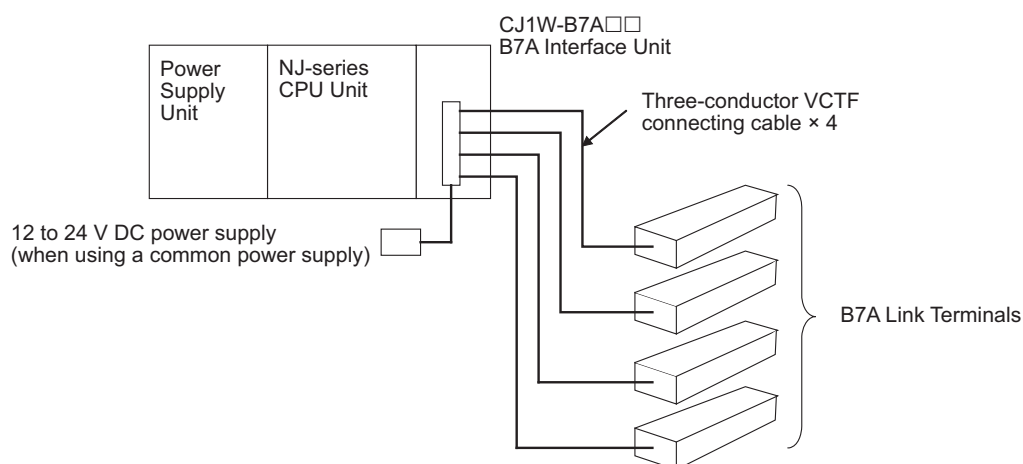 CJ1W-B7A□□
B7A Interface Unit
Power
Supply
Unit
NJ-series
CPU Unit
Three-conductor VCTF
connecting cable × 4
12 to 24 V DC power supply
(when using a common power supply)
B7A Link Terminals